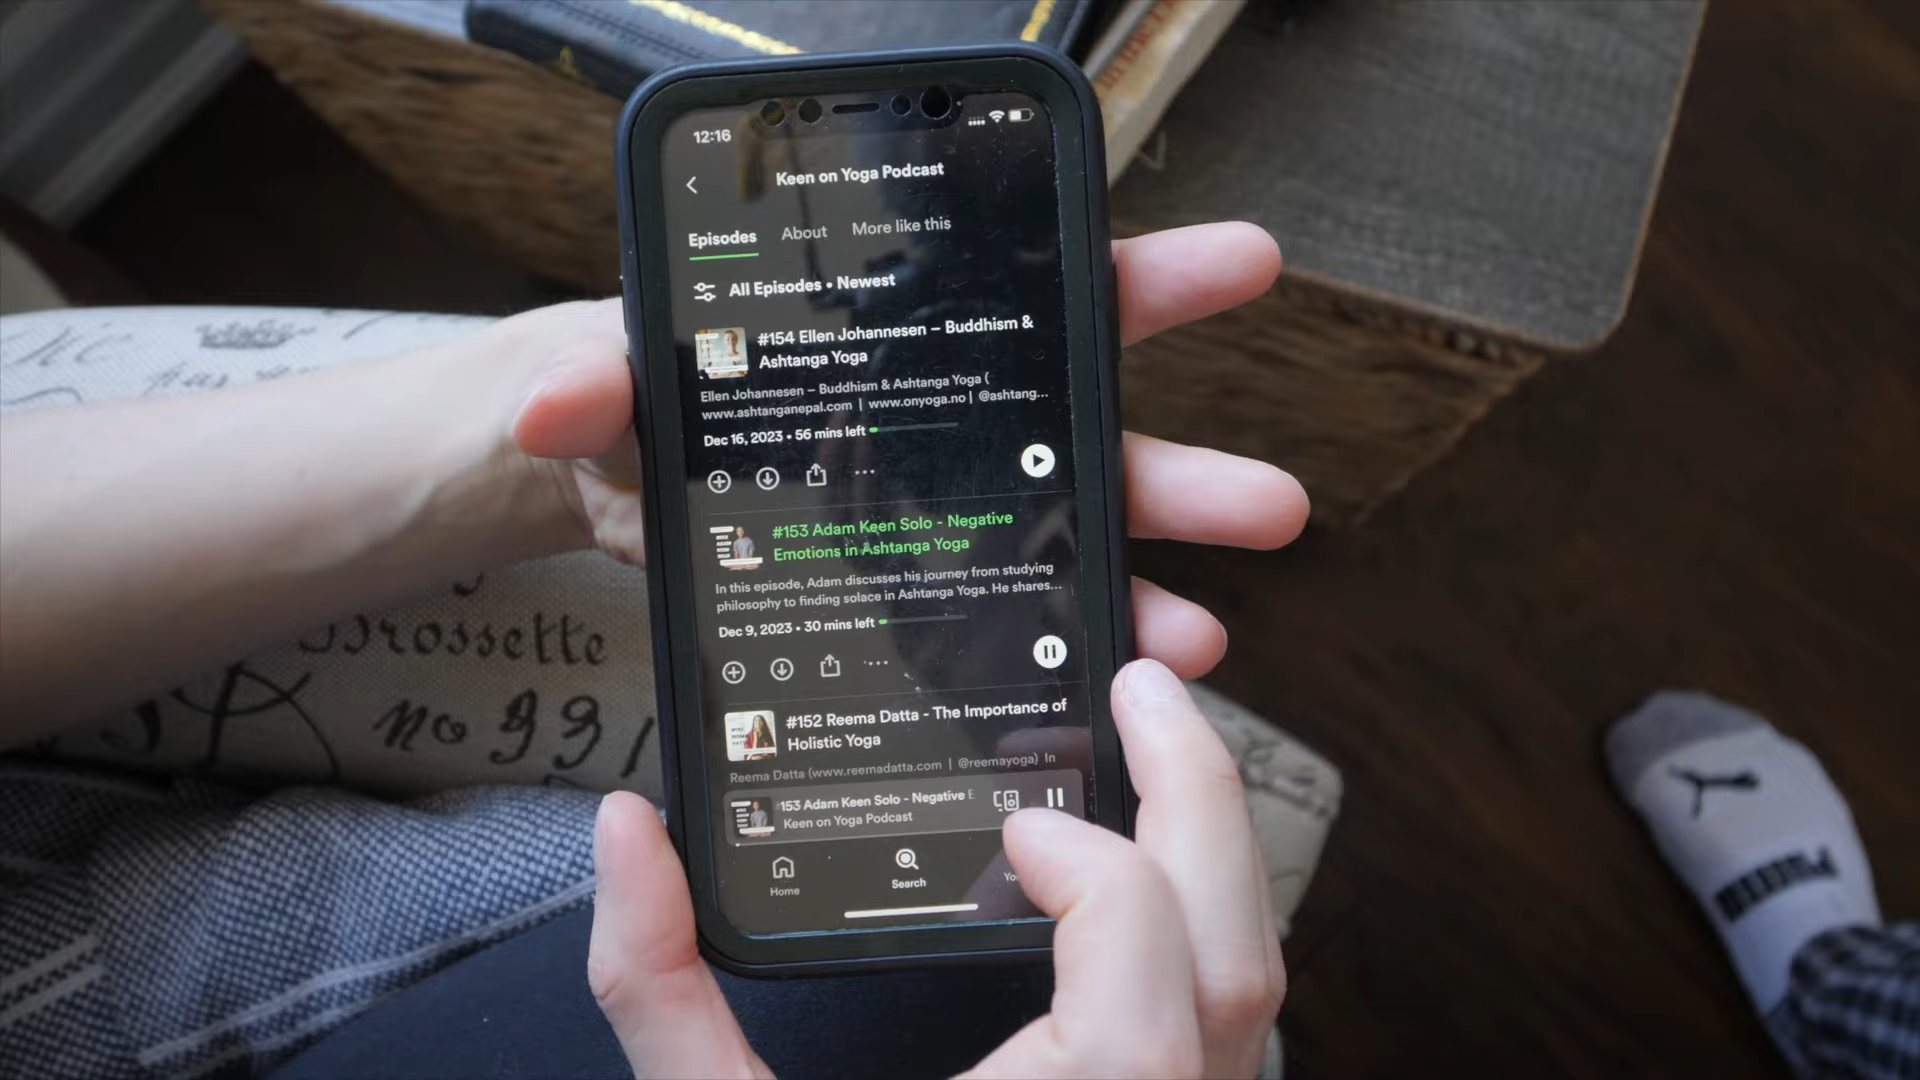 12:16
Keen on Yoga Podcast
Episodes About More like this
All Episodes • Newest
#154 Ellen Johannesen – Buddhism &
Ashtanga Yoga
Ellen Johannesen – Buddhism & Ashtanga Yoga (
www.ashtanganepal.com | www.onyoga.no | @ashtang...
Dec 16, 2023 • 56 mins left
#153 Adam Keen Solo - Negative
Emotions in Ashtanga Yoga
In this episode, Adam discusses his journey from studying
philosophy to finding solace in Ashtanga Yoga. He shares...
Dec 9, 2023 • 30 mins left
#152 Reema Datta - The Importance of
Holistic Yoga
Reema Datta (www.reemadatta.com | @reemayoga) In
#153 Adam Keen Solo - Negative E
Keen on Yoga Podcast
Home Search
Brossette
no 991
in the D
PUMA